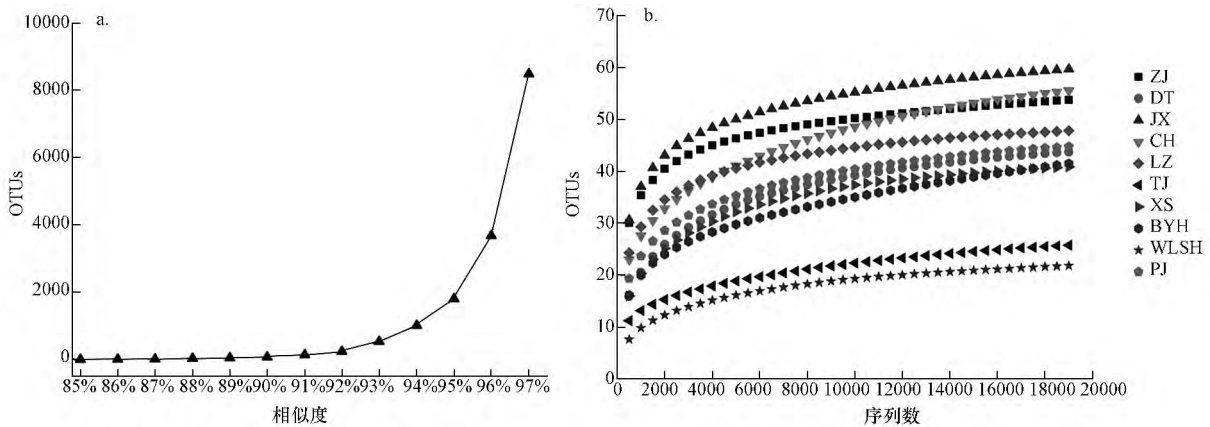 a.
10000
8000
6000
4000
2000
0
OTUs
85% 86% 87% 88% 89% 90% 91% 92% 93% 94% 95% 96% 97%
相似度
b.
70
60
50
40
30
20
10
0
OTUs
0 2000 4000 6000 8000 10000 12000 14000 16000 18000 20000
序列数
ZJ
DT
JX
CH
LZ
TJ
XS
BYH
WLSH
PJ